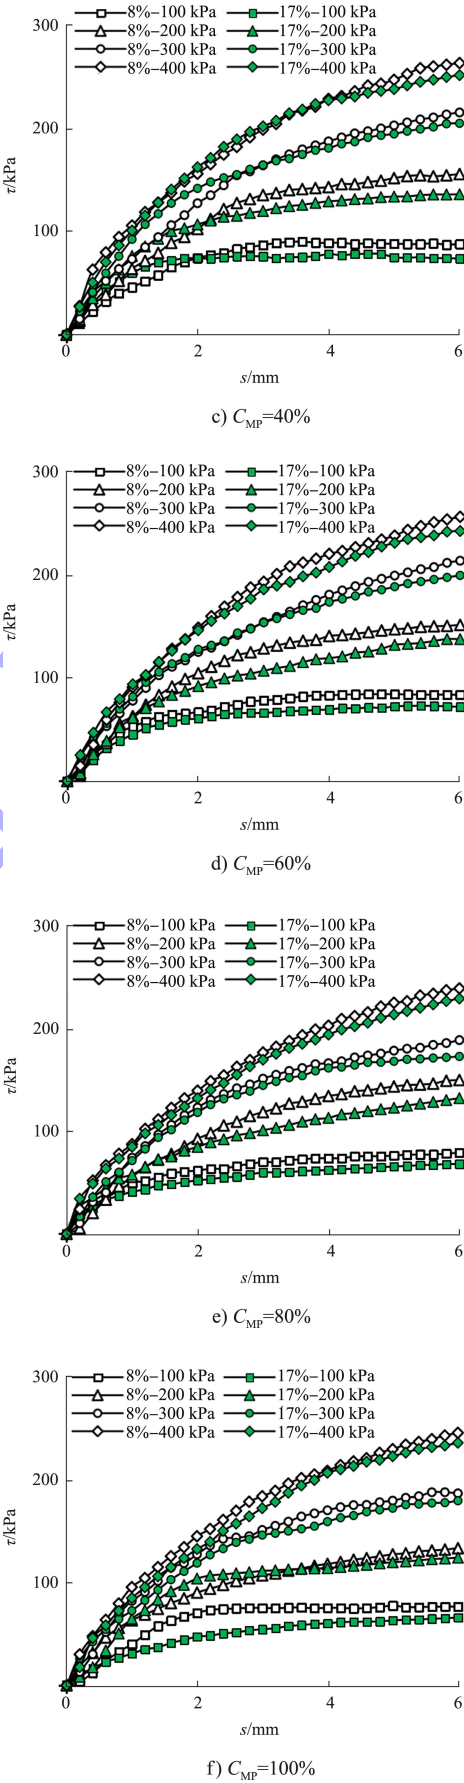 300
8%–100 kPa 17%–100 kPa
8%–200 kPa 17%–200 kPa
8%–300 kPa 17%–300 kPa
8%–400 kPa 17%–400 kPa
200
τ/kPa
100
0 2 4 6
s/mm
c) CMP=40%
300
8%–100 kPa 17%–100 kPa
8%–200 kPa 17%–200 kPa
8%–300 kPa 17%–300 kPa
8%–400 kPa 17%–400 kPa
200
τ/kPa
100
0 2 4 6
s/mm
d) CMP=60%
300
8%–100 kPa 17%–100 kPa
8%–200 kPa 17%–200 kPa
8%–300 kPa 17%–300 kPa
8%–400 kPa 17%–400 kPa
200
τ/kPa
100
0 2 4 6
s/mm
e) CMP=80%
300
8%–100 kPa 17%–100 kPa
8%–200 kPa 17%–200 kPa
8%–300 kPa 17%–300 kPa
8%–400 kPa 17%–400 kPa
200
τ/kPa
100
0 2 4 6
s/mm
f) CMP=100%